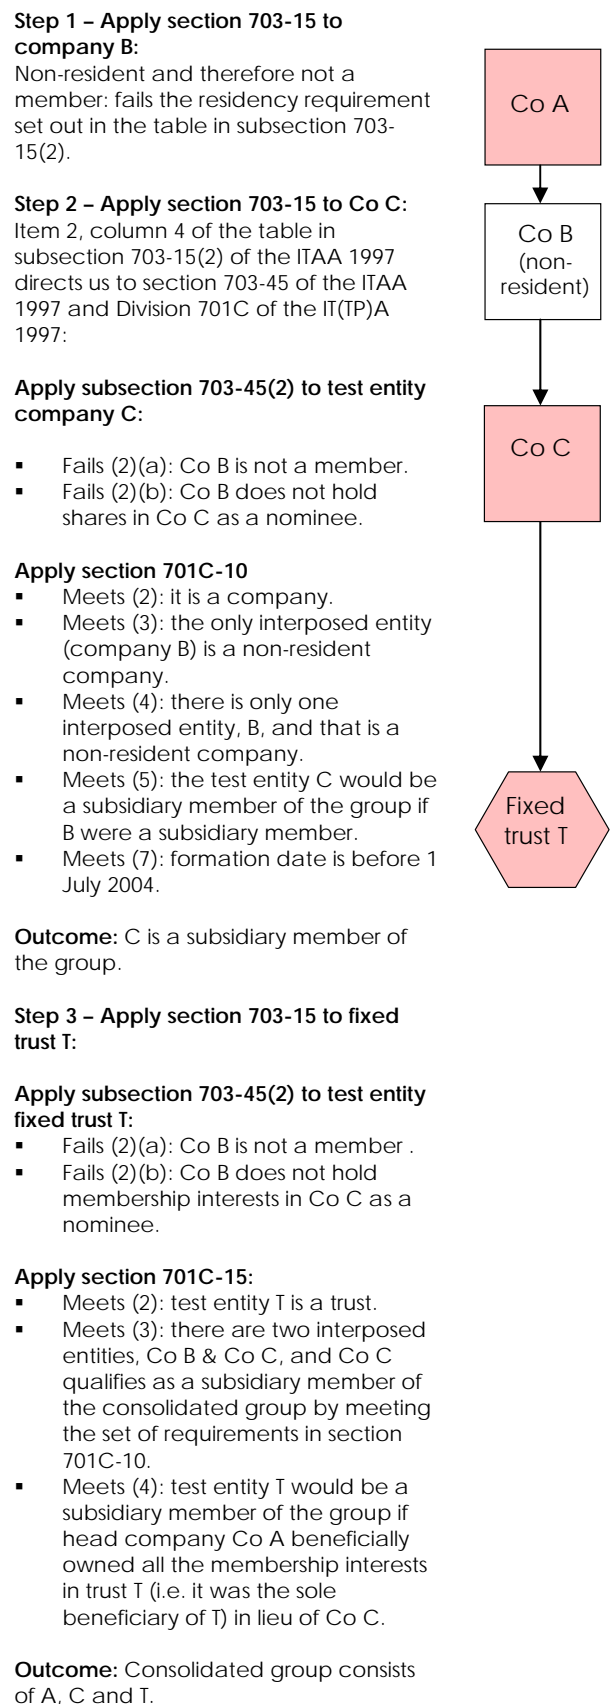 Step 1 – Apply section 703-15 to
company B:
Non-resident and therefore not a
member: fails the residency requirement
set out in the table in subsection 703-
15(2).
Step 2 – Apply section 703-15 to Co C:
Item 2, column 4 of the table in
subsection 703-15(2) of the ITAA 1997
directs us to section 703-45 of the ITAA
1997 and Division 701C of the IT(TP)A
1997:
Apply subsection 703-45(2) to test entity
company C:
▪ Fails (2)(a): Co B is not a member.
▪ Fails (2)(b): Co B does not hold
shares in Co C as a nominee.
Apply section 701C-10
▪ Meets (2): it is a company.
▪ Meets (3): the only interposed entity
(company B) is a non-resident
company.
▪ Meets (4): there is only one
interposed entity, B, and that is a
non-resident company.
▪ Meets (5): the test entity C would be
a subsidiary member of the group if
B were a subsidiary member.
▪ Meets (7): formation date is before 1
July 2004.
Outcome: C is a subsidiary member of
the group.
Step 3 – Apply section 703-15 to fixed
trust T:
Apply subsection 703-45(2) to test entity
fixed trust T:
▪ Fails (2)(a): Co B is not a member .
▪ Fails (2)(b): Co B does not hold
membership interests in Co C as a
nominee.
Apply section 701C-15:
▪ Meets (2): test entity T is a trust.
▪ Meets (3): there are two interposed
entities, Co B & Co C, and Co C
qualifies as a subsidiary member of
the consolidated group by meeting
the set of requirements in section
701C-10.
▪ Meets (4): test entity T would be a
subsidiary member of the group if
head company Co A beneficially
owned all the membership interests
in trust T (i.e. it was the sole
beneficiary of T) in lieu of Co C.
Outcome: Consolidated group consists
of A, C and T.
Co A
Co B
(non-
resident)
Co C
Fixed
trust T